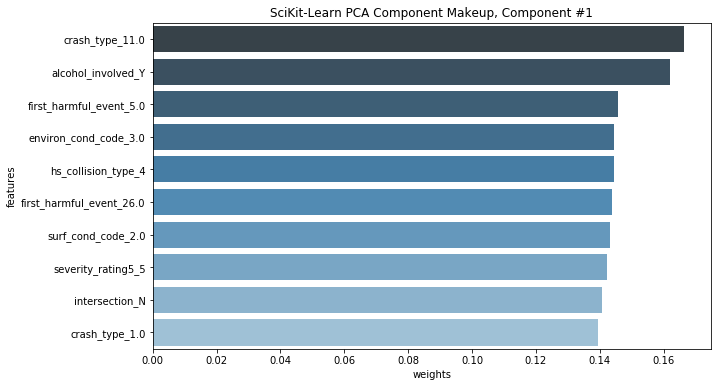 SciKit-Learn PCA Component Makeup, Component #1
crash_type_11.0
alcohol_involved_Y
first_harmful_event_5.0
environ_cond_code_3.0
hs_collision_type_4
first_harmful_event_26.0
surf_cond_code_2.0
severity_rating5_5
intersection_N
crash_type_1.0
features
0.00 0.02 0.04 0.06 0.08 0.10 0.12 0.14 0.16
weights